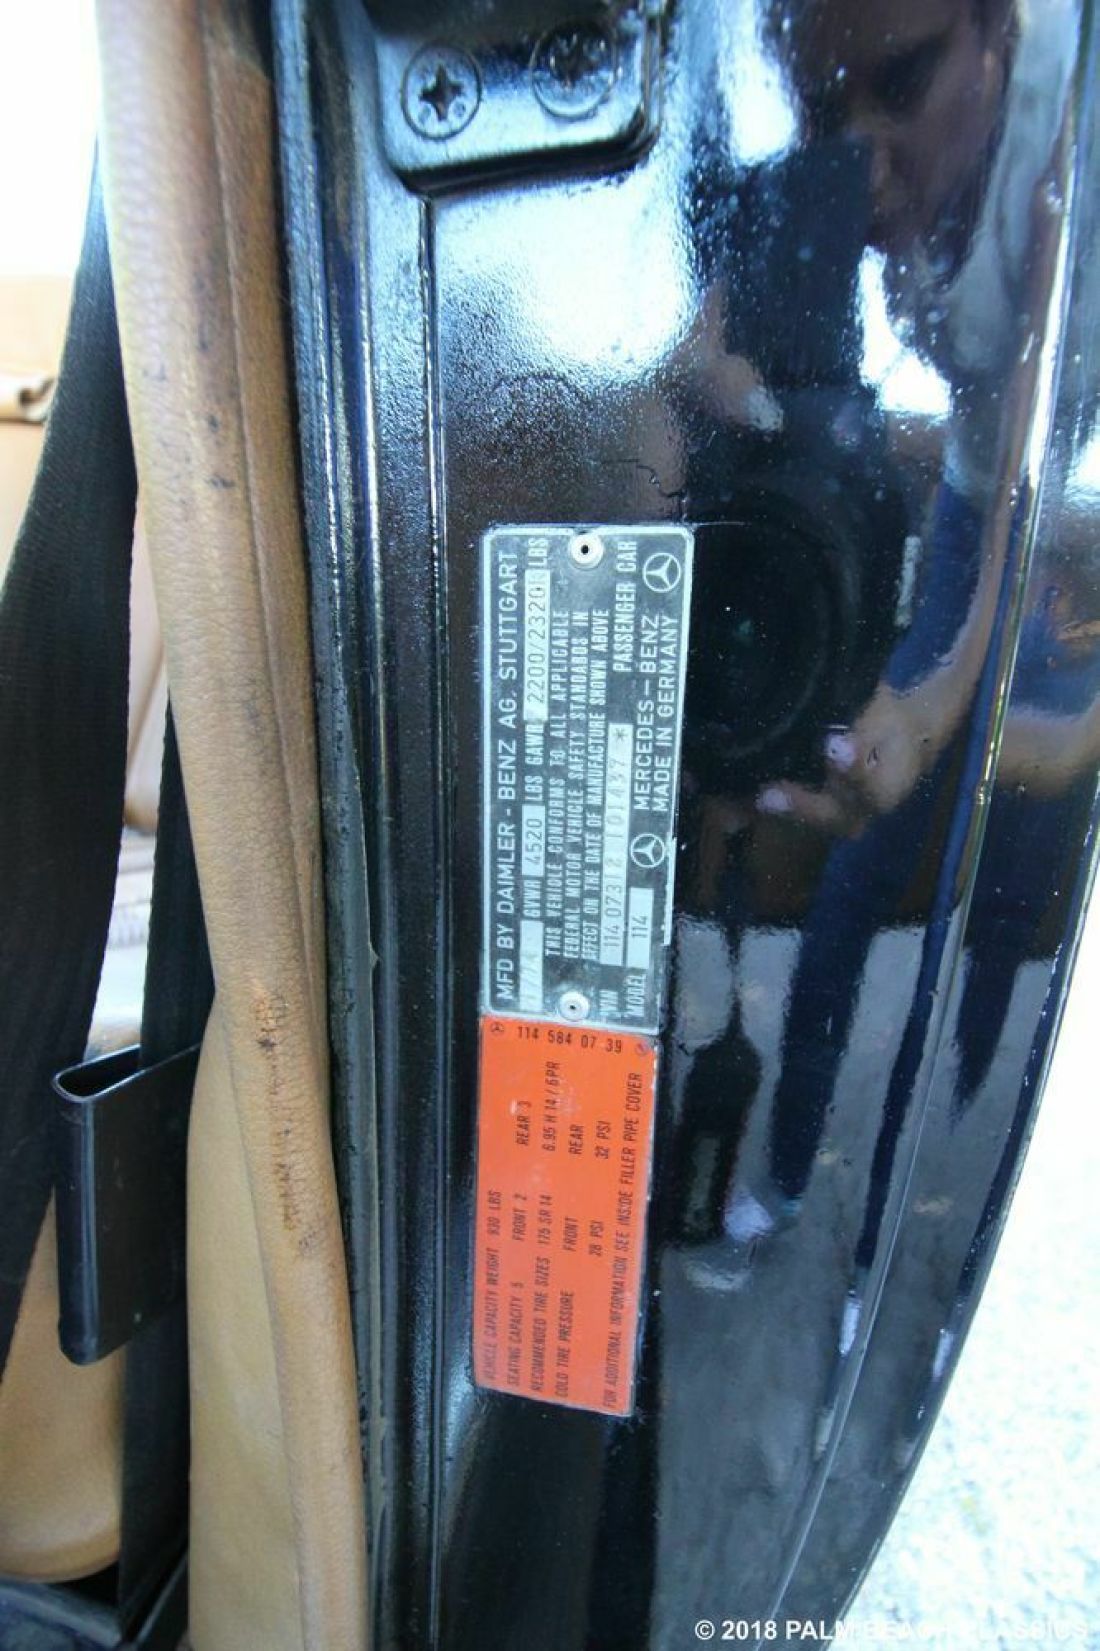 MFD BY DAIMLER - BENZ AG. STUTTGART
GVWR 4520 LBS GAWR 2200/2320 LBS
THIS VEHICLE CONFORMS TO ALL APPLICABLE
FEDERAL MOTOR VEHICLE SAFETY STANDARDS IN
EFFECT ON THE DATE OF MANUFACTURE SHOWN ABOVE
VIN PASSENGER CAR
MODEL 114 MERCEDES-BENZ
MADE IN GERMANY
114 584 07 39
VEHICLE CAPACITY WEIGHT 930 LBS
SEATING CAPACITY 5 FRONT 2 REAR 3
RECOMMENDED TIRE SIZES 175 SR 14 6.95 H 14 / 6PR
COLD TIRE PRESSURE FRONT REAR
28 PSI 32 PSI
FOR ADDITIONAL INFORMATION SEE INSIDE FILLER PIPE COVER
© 2018 PALM BEACH CLASSICS